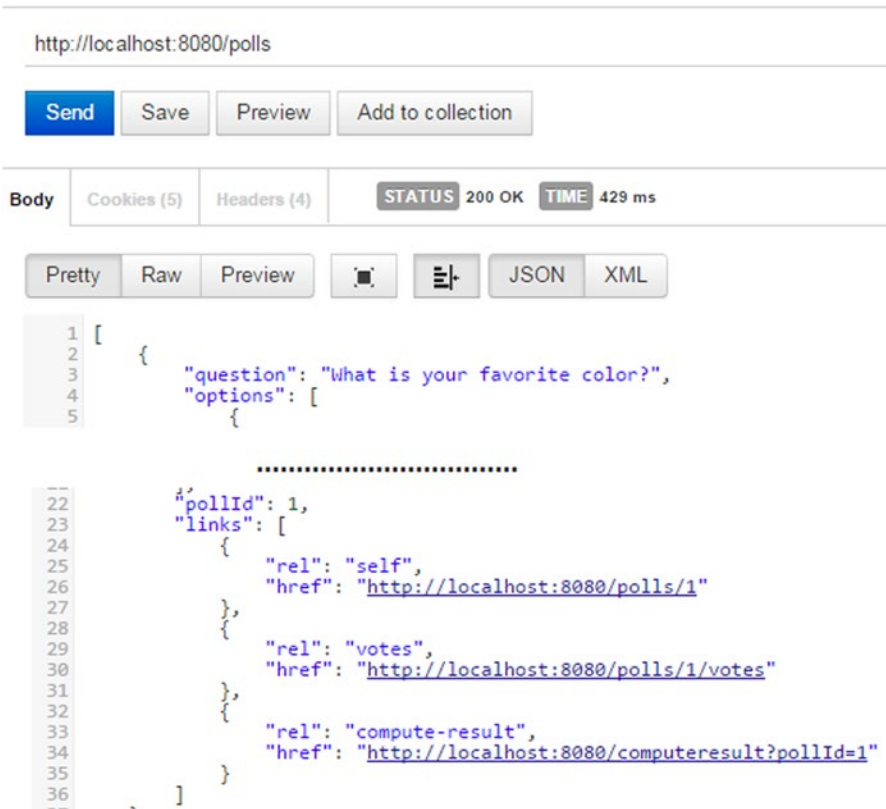 http://localhost:8080/polls
Send Save Preview Add to collection
Body Cookies (5) Headers (4) STATUS 200 OK TIME 429 ms
Pretty Raw Preview JSON XML
1 [
2 {
3 "question": "What is your favorite color?",
4 "options": [
5 {
.................................
],
22 "pollId": 1,
23 "links": [
24 {
25 "rel": "self",
26 "href": "http://localhost:8080/polls/1"
27 },
28 {
29 "rel": "votes",
30 "href": "http://localhost:8080/polls/1/votes"
31 },
32 {
33 "rel": "compute-result",
34 "href": "http://localhost:8080/computeresult?pollId=1"
35 }
36 ]